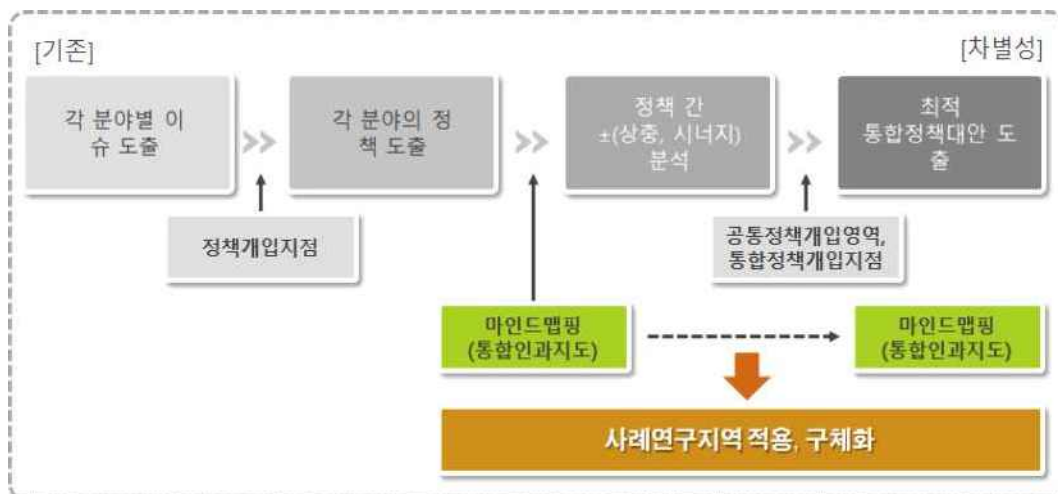 [기존]
[차별성]
각 분야별 이
슈 도출
각 분야의 정
책 도출
정책 간
±(상충, 시너지)
분석
최적
통합정책대안 도
출
정책개입지점
공통정책개입영역,
통합정책개입지점
마인드맵핑
(통합인과지도)
마인드맵핑
(통합인과지도)
사례연구지역 적용, 구체화